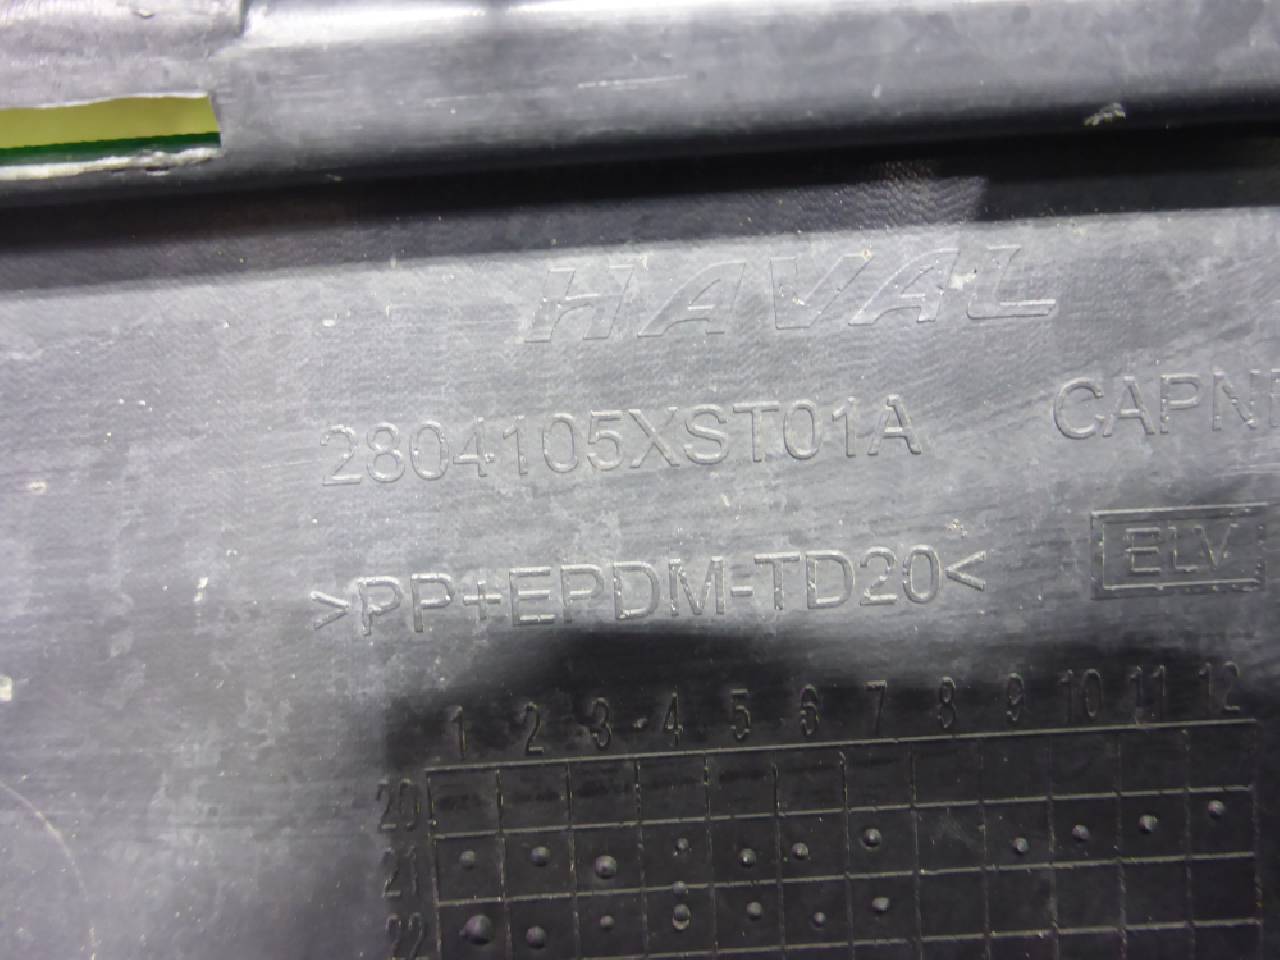 HAVAL
2804105XST01A
CAPN
>PP+EPDM-TD20<
ELV
1 2 3 4 5 6 7 8 9 10 11 12
20
21
22